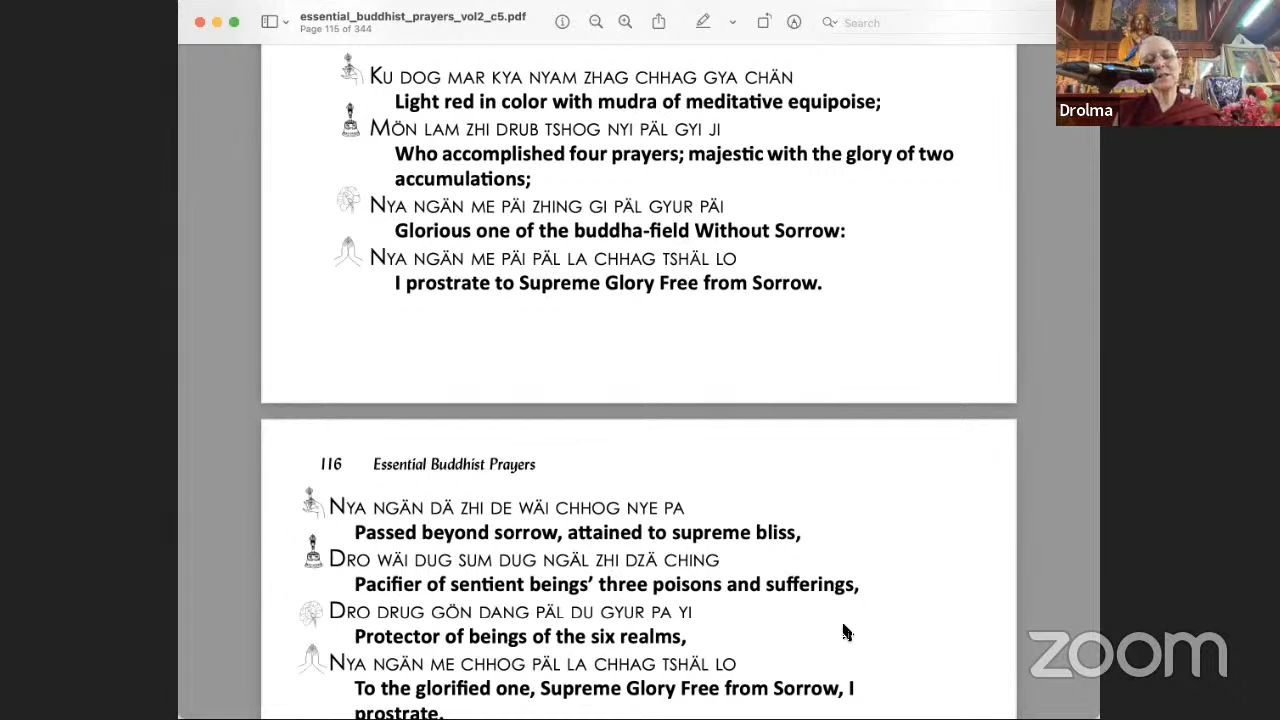 essential_buddhist_prayers_vol2_c5.pdf
Page 115 of 344
Search
Drolma
KU DOG MAR KYA NYAM ZHAG CHHAG GYA CHÄN
Light red in color with mudra of meditative equipoise;
MÖN LAM ZHI DRUB TSHOG NYI PÄL GYI JI
Who accomplished four prayers; majestic with the glory of two
accumulations;
NYA NGÄN ME PÄI ZHING GI PÄL GYUR PÄI
Glorious one of the buddha-field Without Sorrow:
NYA NGÄN ME PÄI PÄL LA CHHAG TSHÄL LO
I prostrate to Supreme Glory Free from Sorrow.
116 Essential Buddhist Prayers
NYA NGÄN DÄ ZHI DE WÄI CHHOG NYE PA
Passed beyond sorrow, attained to supreme bliss,
DRO WÄI DUG SUM DUG NGÄL ZHI DZÄ CHING
Pacifier of sentient beings’ three poisons and sufferings,
DRO DRUG GÖN DANG PÄL DU GYUR PA YI
Protector of beings of the six realms,
NYA NGÄN ME CHHOG PÄL LA CHHAG TSHÄL LO
To the glorified one, Supreme Glory Free from Sorrow, I
prostrate.
zoom